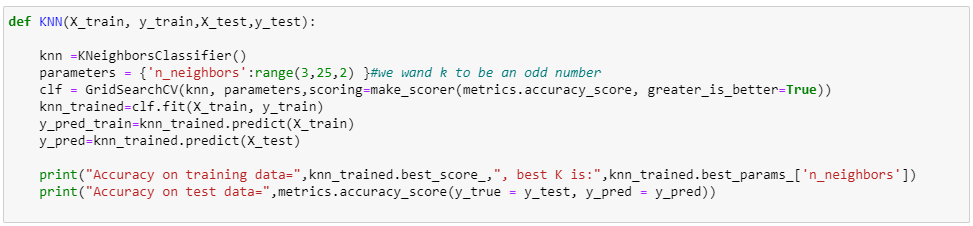 def KNN(X_train, y_train,X_test,y_test):
    knn =KNeighborsClassifier()
    parameters = {'n_neighbors':range(3,25,2) }#we wand k to be an odd number
    clf = GridSearchCV(knn, parameters,scoring=make_scorer(metrics.accuracy_score, greater_is_better=True))
    knn_trained=clf.fit(X_train, y_train)
    y_pred_train=knn_trained.predict(X_train)
    y_pred=knn_trained.predict(X_test)
    print("Accuracy on training data=",knn_trained.best_score_,", best K is:",knn_trained.best_params_['n_neighbors'])
    print("Accuracy on test data=",metrics.accuracy_score(y_true = y_test, y_pred = y_pred))